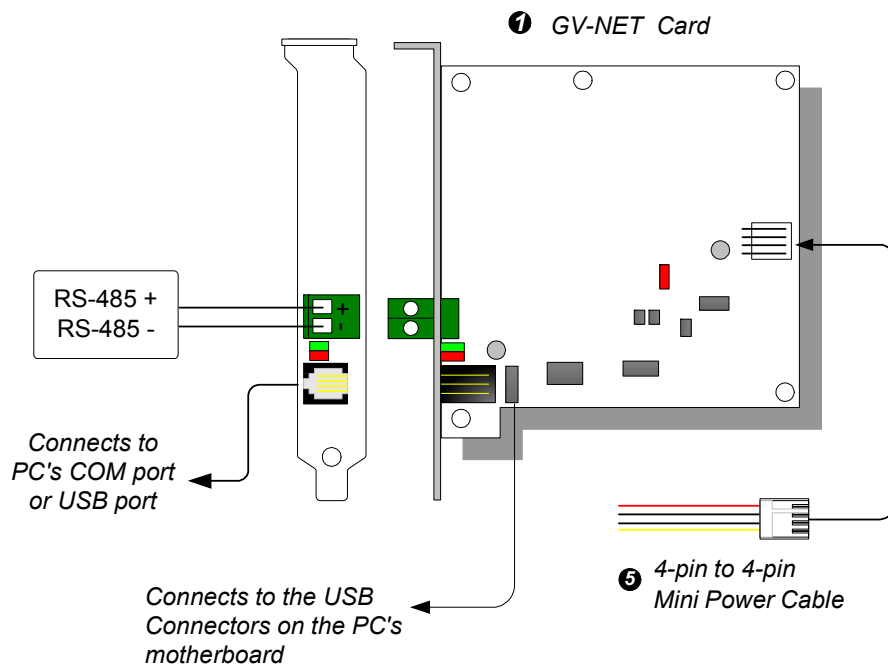 ❶ GV-NET Card
RS-485 +
RS-485 -
+
-
Connects to
PC's COM port
or USB port
Connects to the USB
Connectors on the PC's
motherboard
❺ 4-pin to 4-pin
Mini Power Cable